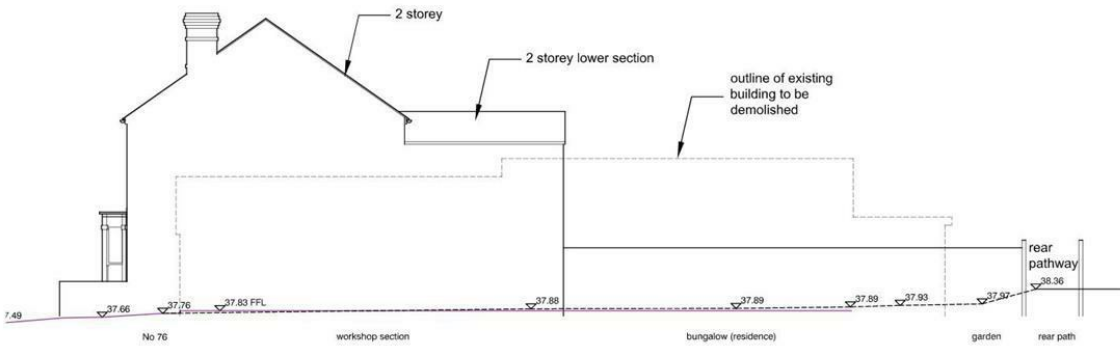 2 storey
2 storey lower section
outline of existing
building to be
demolished
rear
pathway
38.36
7.49
37.66
37.76
37.83 FFL
37.88
37.89
37.89
37.93
37.97
No 76
workshop section
bungalow (residence)
garden
rear path